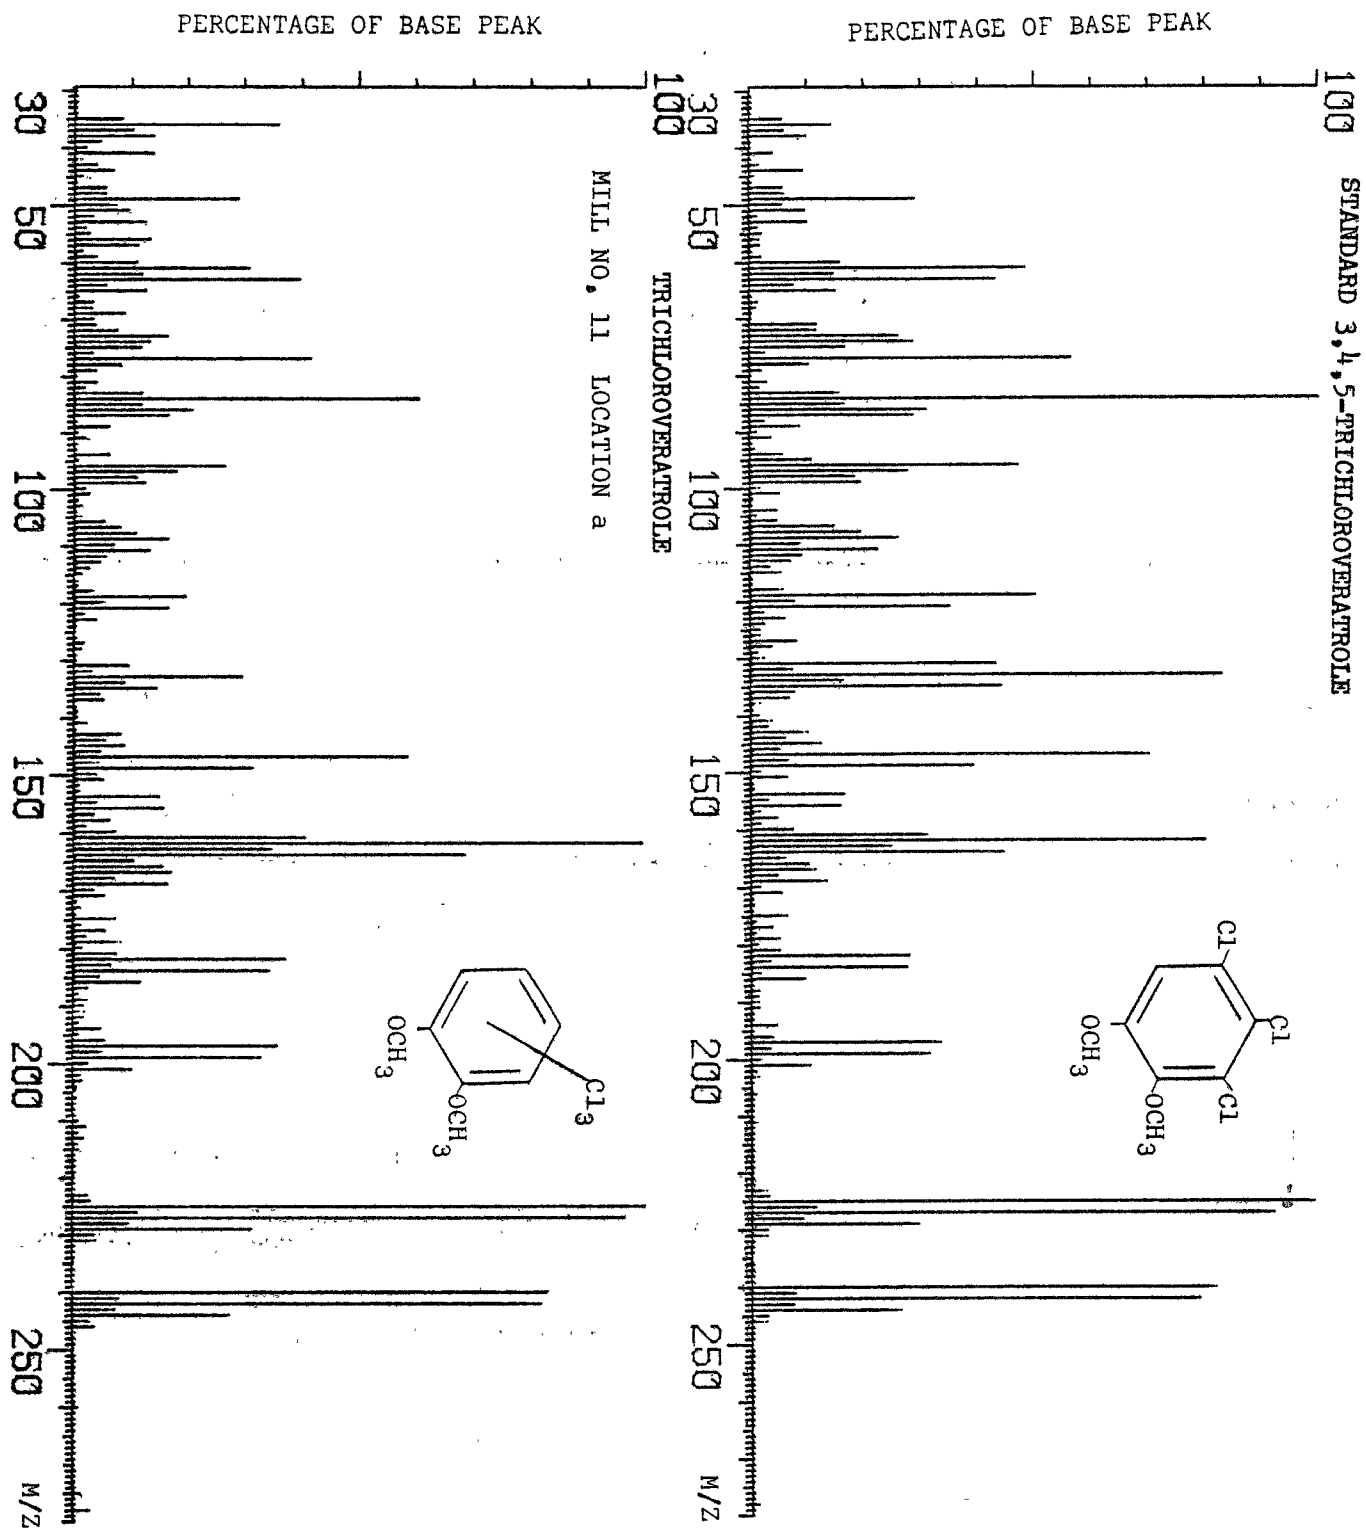 STANDARD 3,4,5-TRICHLOROVERATROLE
PERCENTAGE OF BASE PEAK
100
30
50
100
150
200
250
M/Z
Cl
Cl
Cl
OCH3
OCH3
TRICHLOROVERATROLE
MILL NO, 11 LOCATION a
PERCENTAGE OF BASE PEAK
100
30
50
100
150
200
250
M/Z
Cl3
OCH3
OCH3